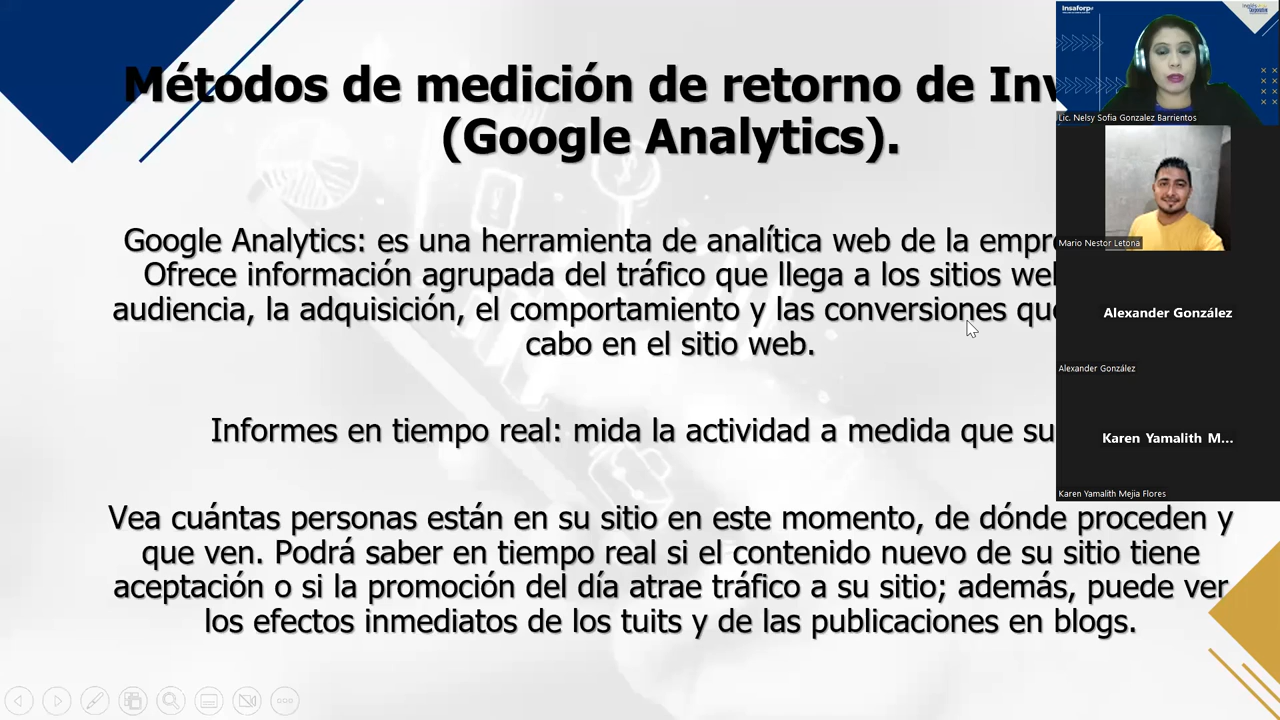 Métodos de medición de retorno de Inv
(Google Analytics).
Google Analytics: es una herramienta de analítica web de la empre
Ofrece información agrupada del tráfico que llega a los sitios web
audiencia, la adquisición, el comportamiento y las conversiones que
cabo en el sitio web.
Informes en tiempo real: mida la actividad a medida que su
Vea cuántas personas están en su sitio en este momento, de dónde proceden y
que ven. Podrá saber en tiempo real si el contenido nuevo de su sitio tiene
aceptación o si la promoción del día atrae tráfico a su sitio; además, puede ver
los efectos inmediatos de los tuits y de las publicaciones en blogs.
Insaforp
Lic. Nelsy Sofia Gonzalez Barrientos
Mario Nestor Letona
Alexander González
Alexander González
Karen Yamalith M...
Karen Yamalith Mejia Flores